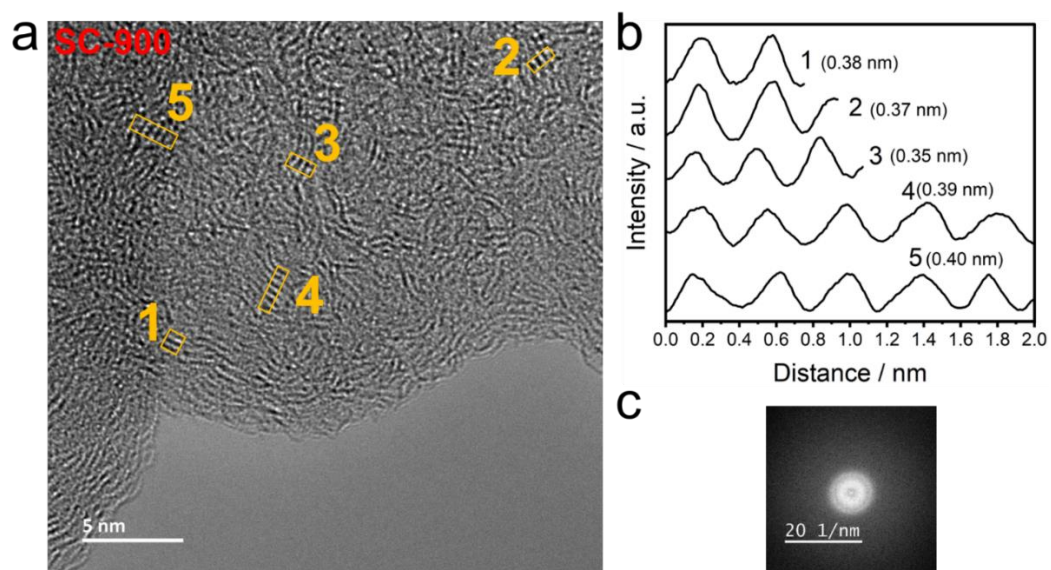 a
SC-900
1
2
3
4
5
5 nm
b
Intensity / a.u.
1 (0.38 nm)
2 (0.37 nm)
3 (0.35 nm)
4 (0.39 nm)
5 (0.40 nm)
0.0 0.2 0.4 0.6 0.8 1.0 1.2 1.4 1.6 1.8 2.0
Distance / nm
c
20 1/nm